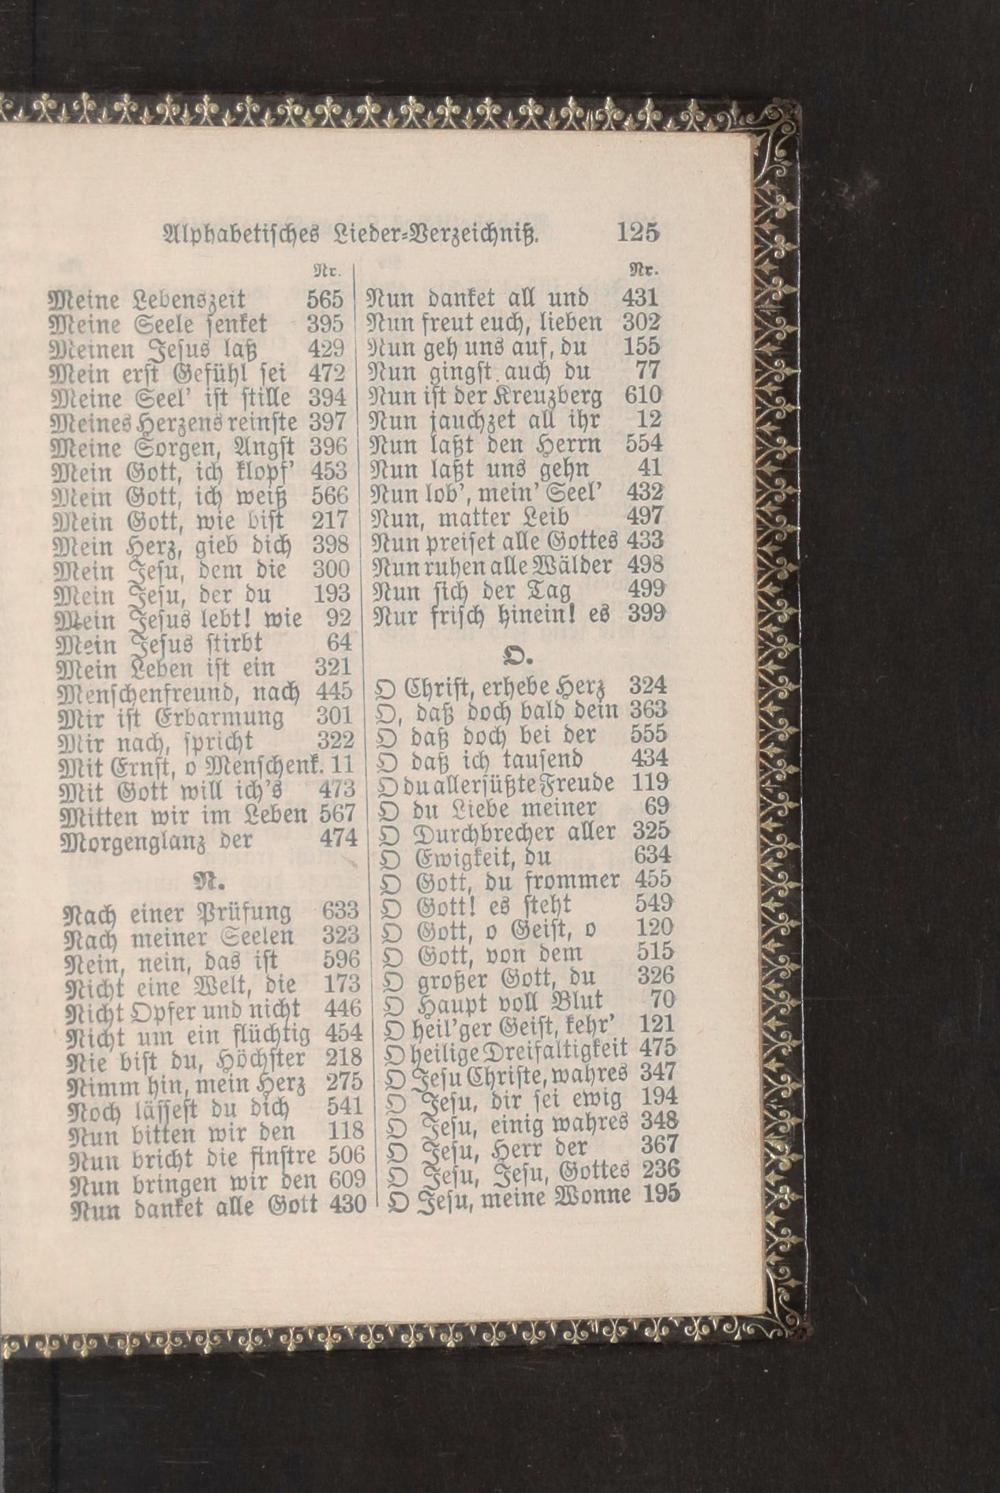 Alphabetisches Lieder-Verzeichniß. 125
Nr.
Meine Lebenszeit 565
Meine Seele senket 395
Meinen Jesus laß 429
Mein erst Gefühl sei 472
Meine Seel' ist stille 394
Meines Herzens reinste 397
Meine Sorgen, Angst 396
Mein Gott, ich klopf' 453
Mein Gott, ich weiß 566
Mein Gott, wie bist 217
Mein Herz, gieb dich 398
Mein Jesu, dem die 300
Mein Jesu, der du 193
Mein Jesus lebt! wie 92
Mein Jesus stirbt 64
Mein Leben ist ein 321
Menschenfreund, nach 445
Mir ist Erbarmung 301
Mir nach, spricht 322
Mit Ernst, o Menschenk. 11
Mit Gott will ich's 473
Mitten wir im Leben 567
Morgenglanz der 474
N.
Nach einer Prüfung 633
Nach meiner Seelen 323
Nein, nein, das ist 596
Nicht eine Welt, die 173
Nicht Opfer und nicht 446
Nicht um ein flüchtig 454
Nie bist du, Höchster 218
Nimm hin, mein Herz 275
Noch lässest du dich 541
Nun bitten wir den 118
Nun bricht die finstre 506
Nun bringen wir den 609
Nun danket alle Gott 430
Nr.
Nun danket all und 431
Nun freut euch, lieben 302
Nun geh uns auf, du 155
Nun gingst auch du 77
Nun ist der Kreuzberg 610
Nun jauchzet all ihr 12
Nun laßt den Herrn 554
Nun laßt uns gehn 41
Nun lob', mein' Seel' 432
Nun, matter Leib 497
Nun preiset alle Gottes 433
Nun ruhen alle Wälder 498
Nun sich der Tag 499
Nur frisch hinein! es 399
O.
O Christ, erhebe Herz 324
O, daß doch bald dein 363
O daß doch bei der 555
O daß ich tausend 434
O du allersüßte Freude 119
O du Liebe meiner 69
O Durchbrecher aller 325
O Ewigkeit, du 634
O Gott, du frommer 455
O Gott! es steht 549
O Gott, o Geist, o 120
O Gott, von dem 515
O großer Gott, du 326
O Haupt voll Blut 70
O heil'ger Geist, kehr' 121
O heilige Dreifaltigkeit 475
O Jesu Christe, wahres 347
O Jesu, dir sei ewig 194
O Jesu, einig wahres 348
O Jesu, Herr der 367
O Jesu, Jesu, Gottes 236
O Jesu, meine Wonne 195